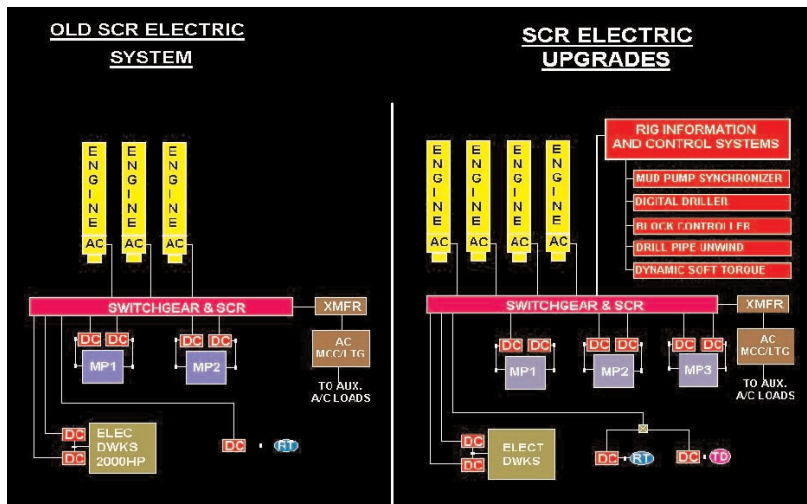 OLD SCR ELECTRIC
SYSTEM
ENGINE
AC
ENGINE
AC
ENGINE
AC
SWITCHGEAR & SCR
XMFR
DC
DC
DC
DC
MP1
MP2
AC
MCC/LTG
TO AUX.
A/C LOADS
DC
DC
ELEC
DWKS
2000HP
DC
RT
SCR ELECTRIC
UPGRADES
ENGINE
AC
ENGINE
AC
ENGINE
AC
ENGINE
AC
RIG INFORMATION
AND CONTROL SYSTEMS
MUD PUMP SYNCHRONIZER
DIGITAL DRILLER
BLOCK CONTROLLER
DRILL PIPE UNWIND
DYNAMIC SOFT TORQUE
SWITCHGEAR & SCR
XMFR
DC
DC
DC
DC
DC
DC
MP1
MP2
MP3
AC
MCC/LTG
TO AUX.
A/C LOADS
DC
DC
ELECT
DWKS
DC
RT
DC
TD